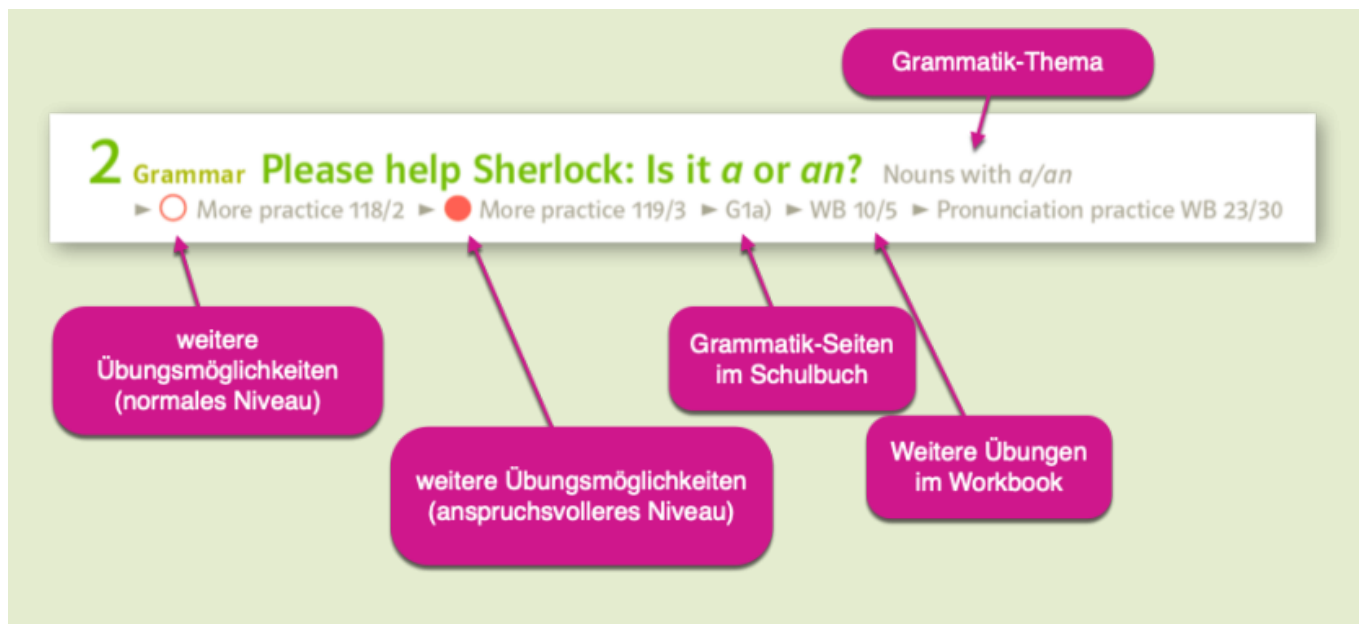 Grammatik-Thema
2 Grammar Please help Sherlock: Is it a or an? Nouns with a/an
► ○ More practice 118/2 ► ● More practice 119/3 ► G1a) ► WB 10/5 ► Pronunciation practice WB 23/30
weitere
Übungsmöglichkeiten
(normales Niveau)
weitere Übungsmöglichkeiten
(anspruchsvolleres Niveau)
Grammatik-Seiten
im Schulbuch
Weitere Übungen
im Workbook